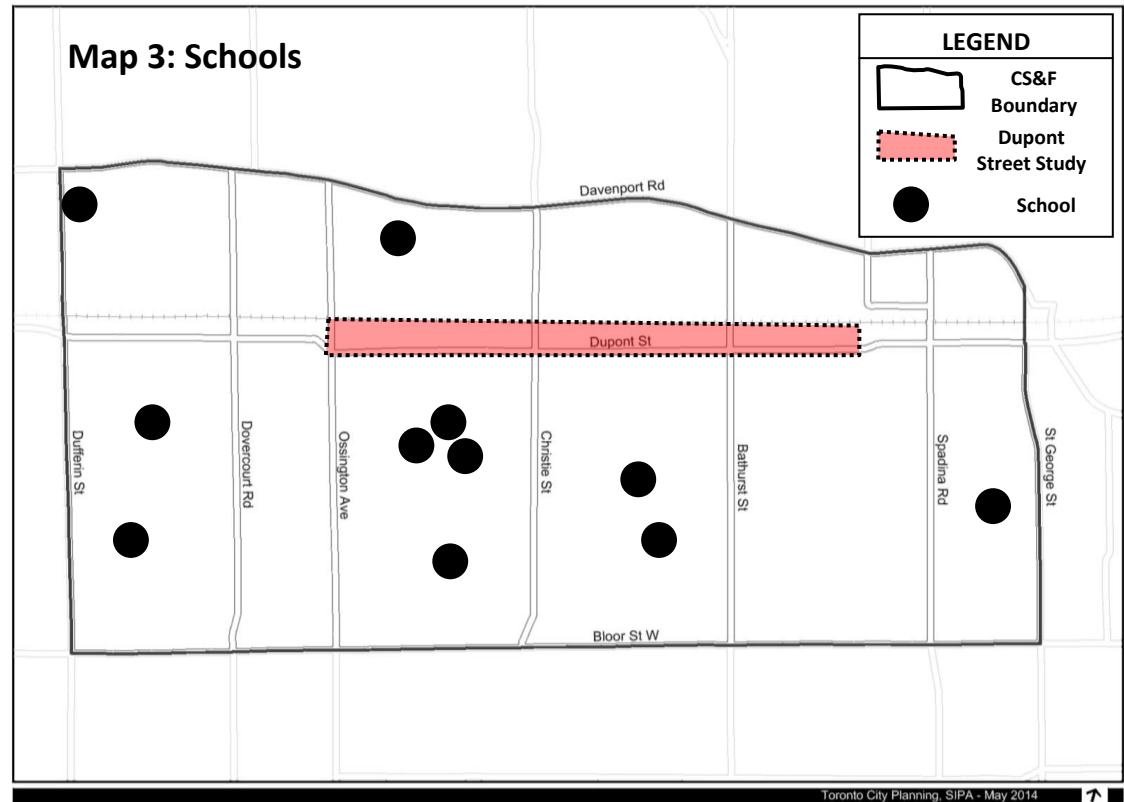 Map 3: Schools
LEGEND
CS&F
Boundary
Dupont
Street Study
School
Davenport Rd
Dupont St
Dufferin St
Dovercourt Rd
Ossington Ave
Christie St
Bathurst St
Spadina Rd
St George St
Bloor St W
Toronto City Planning, SIPA - May 2014